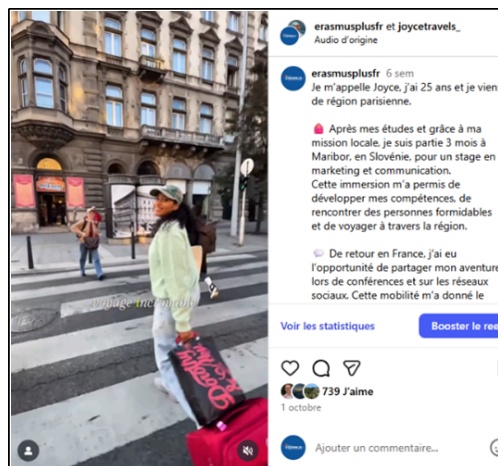 erasmusplusfr et joycetravels_
Audio d'origine
erasmusplusfr 6 sem
Je m'appelle Joyce, j'ai 25 ans et je viens
de région parisienne.
👛 Après mes études et grâce à ma
mission locale, je suis partie 3 mois à
Maribor, en Slovénie, pour un stage en
marketing et communication.
Cette immersion m'a permis de
développer mes compétences, de
rencontrer des personnes formidables
et de voyager à travers la région.
💬 De retour en France, j'ai eu
l'opportunité de partager mon aventure
lors de conférences et sur les réseaux
sociaux. Cette mobilité m'a donné le
Voir les statistiques
Booster le ree
739 J'aime
1 octobre
Ajouter un commentaire...